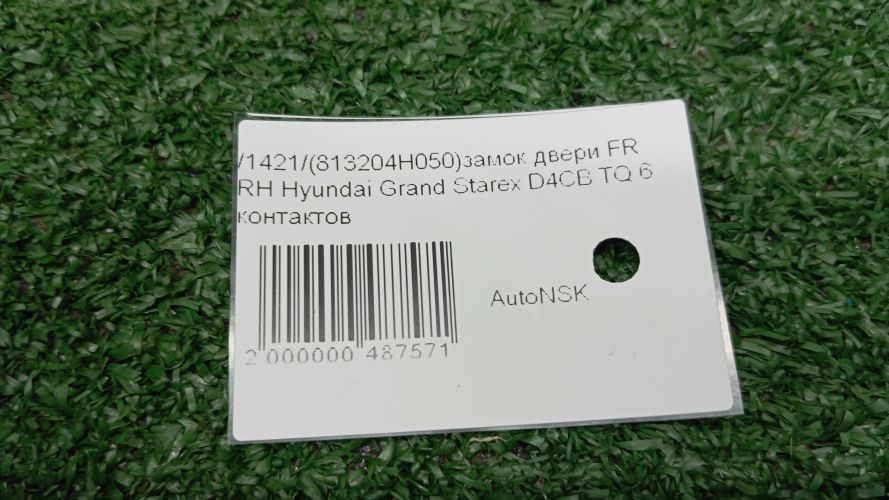 /1421/(813204H050)замок двери FR
RH Hyundai Grand Starex D4CB TQ 6
контактов
AutoNSK
2 000000 487571